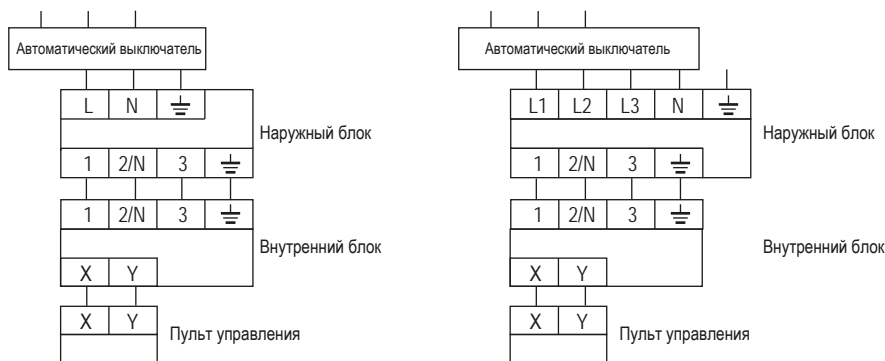 Автоматический выключатель
L N
Наружный блок
1 2/N 3
1 2/N 3
Внутренний блок
X Y
X Y
Пульт управления
Автоматический выключатель
L1 L2 L3 N
Наружный блок
1 2/N 3
1 2/N 3
Внутренний блок
X Y
X Y
Пульт управления